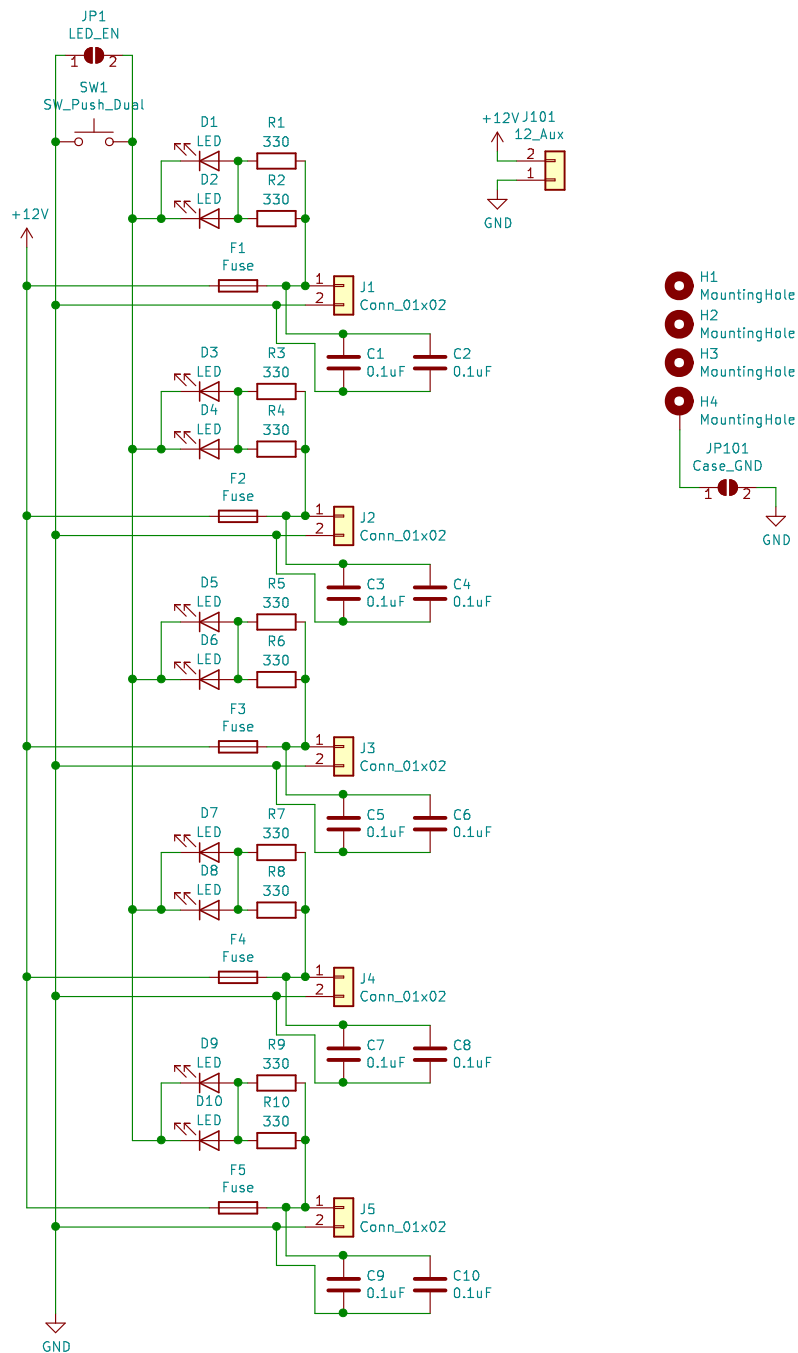 JP1
LED_EN
1 2
SW1
SW_Push_Dual
D1
LED
R1
330
D2
LED
R2
330
+12V
F1
Fuse
1
2
J1
Conn_01x02
C1
0.1uF
C2
0.1uF
D3
LED
R3
330
D4
LED
R4
330
F2
Fuse
1
2
J2
Conn_01x02
C3
0.1uF
C4
0.1uF
D5
LED
R5
330
D6
LED
R6
330
F3
Fuse
1
2
J3
Conn_01x02
C5
0.1uF
C6
0.1uF
D7
LED
R7
330
D8
LED
R8
330
F4
Fuse
1
2
J4
Conn_01x02
C7
0.1uF
C8
0.1uF
D9
LED
R9
330
D10
LED
R10
330
F5
Fuse
1
2
J5
Conn_01x02
C9
0.1uF
C10
0.1uF
GND
+12V
J101
12_Aux
2
1
GND
H1
MountingHole
H2
MountingHole
H3
MountingHole
H4
MountingHole
JP101
Case_GND
1 2
GND